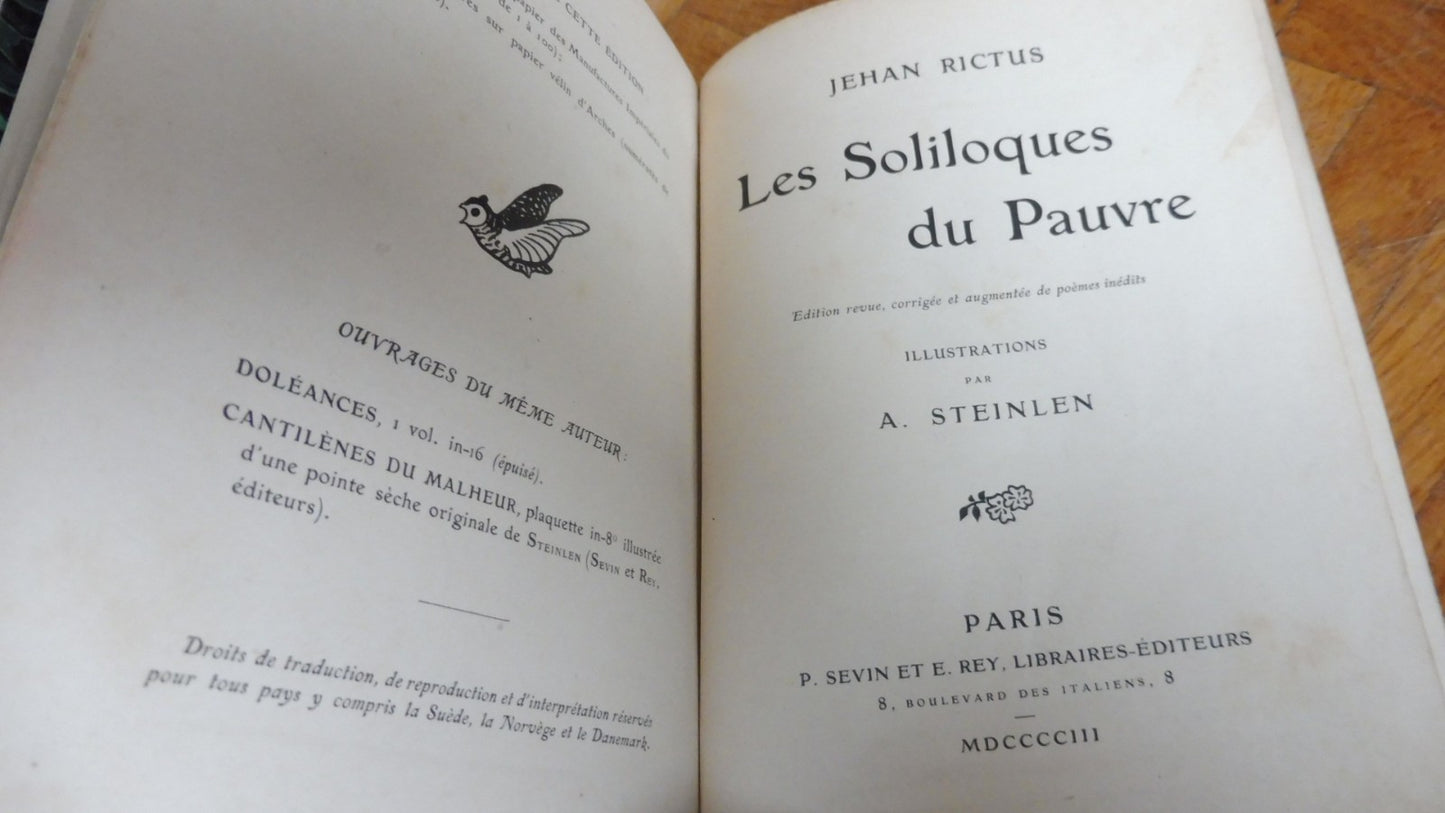 CETTE ÉDITION
papier des Manufactures Impériales du
de 1 à 100);
sur papier vélin d'Arches (numérotés de
OUVRAGES DU MÊME AUTEUR:
DOLÉANCES, 1 vol. in-16 (épuisé).
CANTILÈNES DU MALHEUR, plaquette in-8º illustrée
d'une pointe sèche originale de STEINLEN (SEVIN et REY,
éditeurs).
Droits de traduction, de reproduction et d'interprétation réservés
pour tous pays y compris la Suède, la Norvège et le Danemark.
JEHAN RICTUS
Les Soliloques
du Pauvre
Edition revue, corrigée et augmentée de poèmes inédits
ILLUSTRATIONS
PAR
A. STEINLEN
PARIS
P. SEVIN ET E. REY, LIBRAIRES-ÉDITEURS
8, BOULEVARD DES ITALIENS, 8
MDCCCCIII